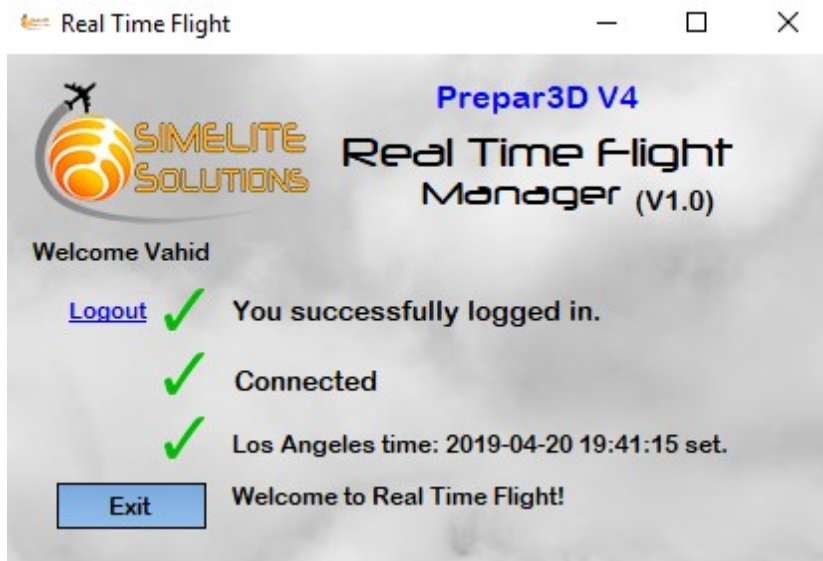 Real Time Flight
Prepar3D V4
SIMELITE
SOLUTIONS
Real Time Flight
Manager (V1.0)
Welcome Vahid
Logout
You successfully logged in.
Connected
Los Angeles time: 2019-04-20 19:41:15 set.
Exit
Welcome to Real Time Flight!